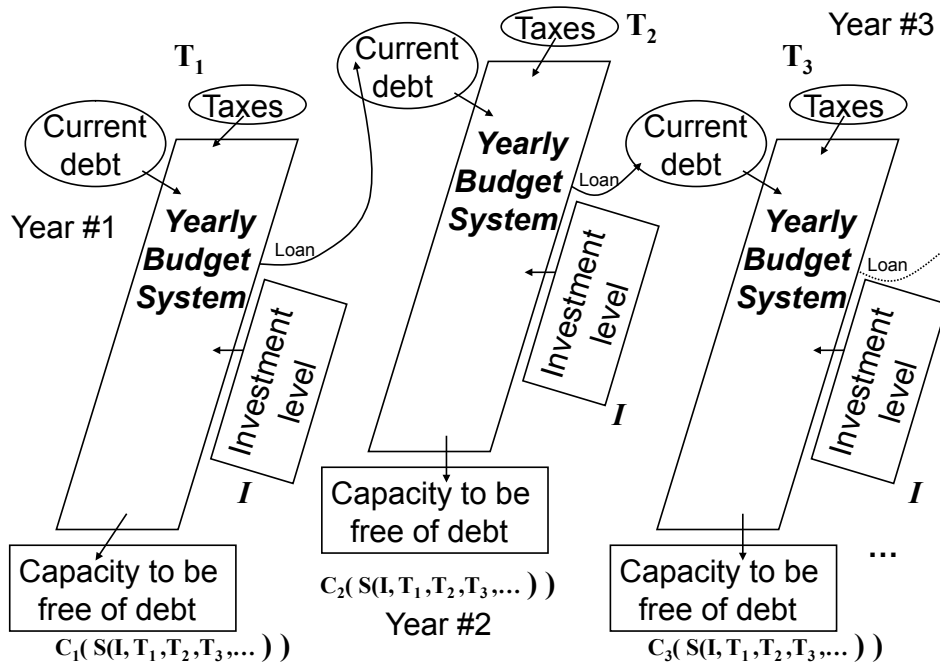 Year #1
T1
Taxes
Current
debt
Yearly
Budget
System
Loan
Investment
level
I
Capacity to be
free of debt
C1( S(I, T1 ,T2 ,T3 ,… ) )
T2
Taxes
Current
debt
Yearly
Budget
System
Loan
Investment
level
I
Capacity to be
free of debt
C2( S(I, T1 ,T2 ,T3 ,… ) )
Year #2
Year #3
T3
Taxes
Current
debt
Yearly
Budget
System
Loan
Investment
level
I
...
Capacity to be
free of debt
C3( S(I, T1 ,T2 ,T3 ,… ) )